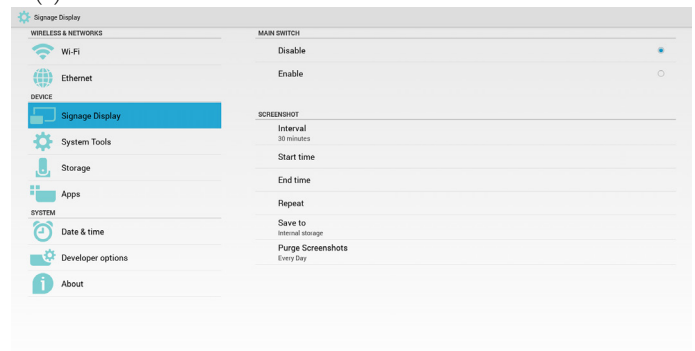 Signage Display
WIRELESS & NETWORKS
Wi-Fi
Ethernet
DEVICE
Signage Display
System Tools
Storage
Apps
SYSTEM
Date & time
Developer options
About
MAIN SWITCH
Disable
Enable
SCREENSHOT
Interval
30 minutes
Start time
End time
Repeat
Save to
Internal storage
Purge Screenshots
Every Day